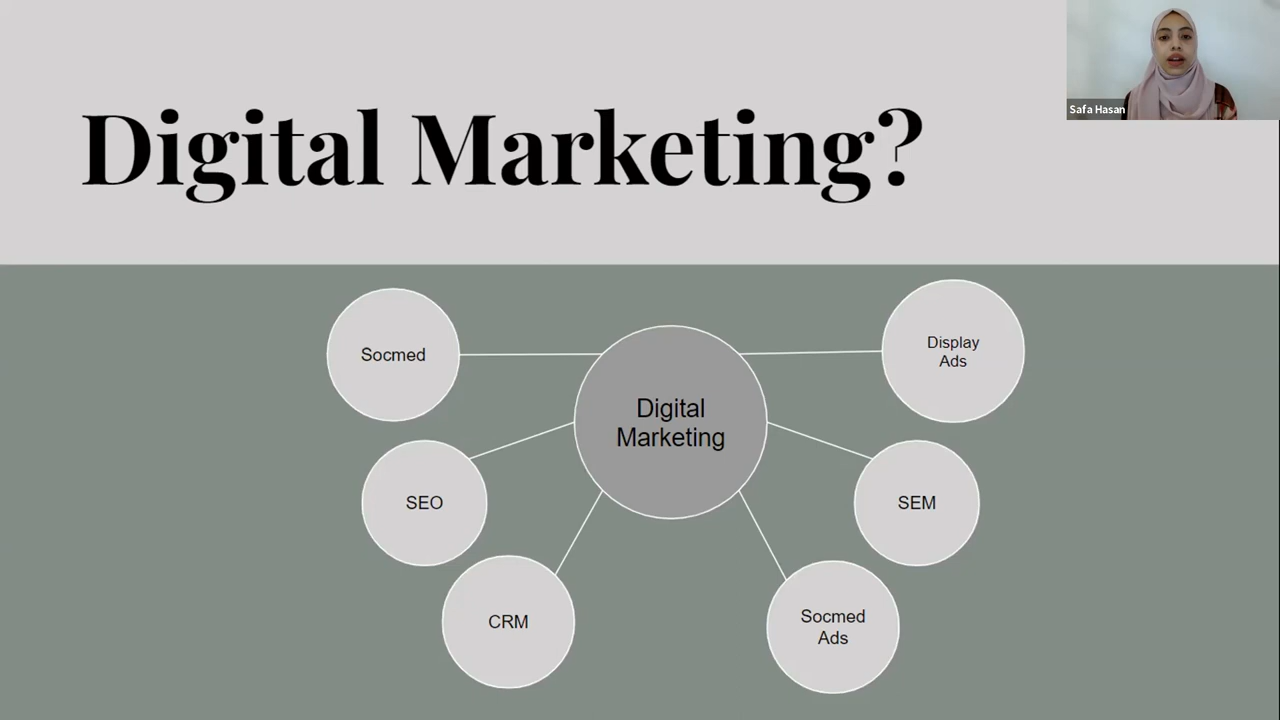 Safa Hasan
Digital Marketing?
Socmed
Display
Ads
Digital
Marketing
SEO
SEM
CRM
Socmed
Ads